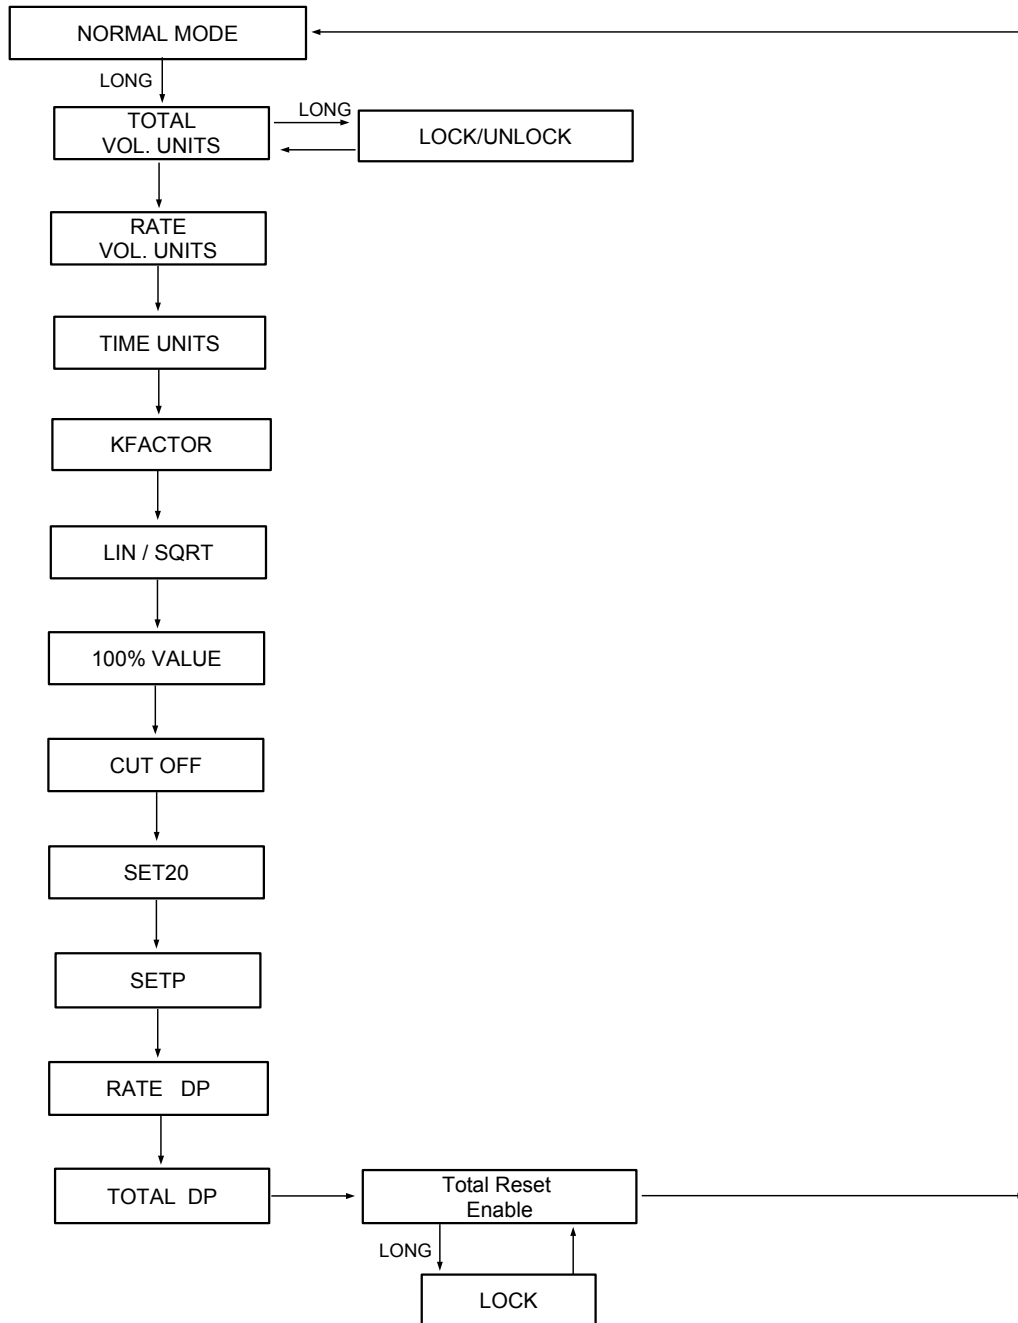 NORMAL MODE
LONG
TOTAL
VOL. UNITS
LONG
LOCK/UNLOCK
RATE
VOL. UNITS
TIME UNITS
KFACTOR
LIN / SQRT
100% VALUE
CUT OFF
SET20
SETP
RATE DP
TOTAL DP
Total Reset
Enable
LONG
LOCK